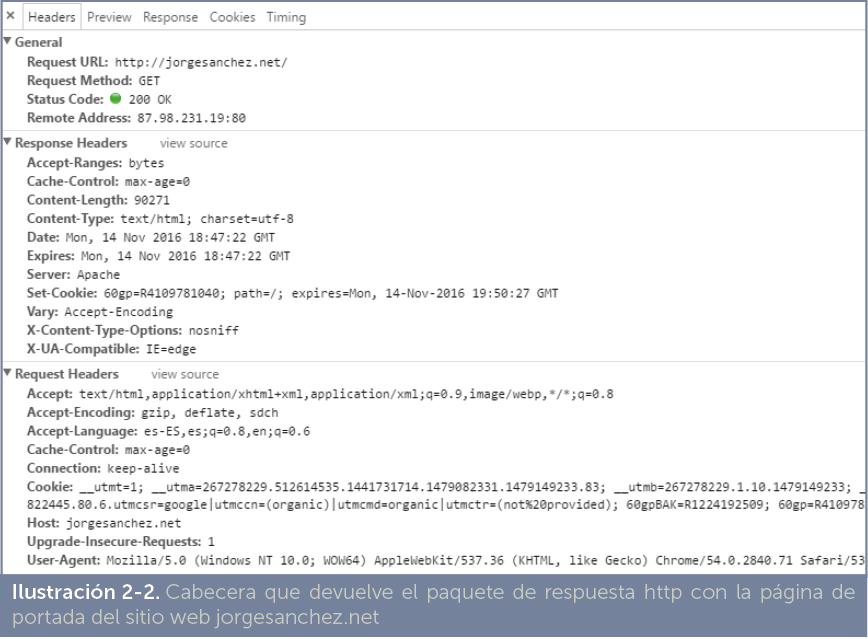 × Headers Preview Response Cookies Timing
▼ General
Request URL: http://jorgesanchez.net/
Request Method: GET
Status Code: 200 OK
Remote Address: 87.98.231.19:80
▼ Response Headers view source
Accept-Ranges: bytes
Cache-Control: max-age=0
Content-Length: 90271
Content-Type: text/html; charset=utf-8
Date: Mon, 14 Nov 2016 18:47:22 GMT
Expires: Mon, 14 Nov 2016 18:47:22 GMT
Server: Apache
Set-Cookie: 60gp=R4109781040; path=/; expires=Mon, 14-Nov-2016 19:50:27 GMT
Vary: Accept-Encoding
X-Content-Type-Options: nosniff
X-UA-Compatible: IE=edge
▼ Request Headers view source
Accept: text/html,application/xhtml+xml,application/xml;q=0.9,image/webp,*/*;q=0.8
Accept-Encoding: gzip, deflate, sdch
Accept-Language: es-ES,es;q=0.8,en;q=0.6
Cache-Control: max-age=0
Connection: keep-alive
Cookie: __utmt=1; __utma=267278229.512614535.1441731714.1479082331.1479149233.83; __utmb=267278229.1.10.1479149233; _
822445.80.6.utmcsr=google|utmccn=(organic)|utmcmd=organic|utmctr=(not%20provided); 60gpBAK=R1224192509; 60gp=R410978
Host: jorgesanchez.net
Upgrade-Insecure-Requests: 1
User-Agent: Mozilla/5.0 (Windows NT 10.0; WOW64) AppleWebKit/537.36 (KHTML, like Gecko) Chrome/54.0.2840.71 Safari/53
Ilustración 2-2. Cabecera que devuelve el paquete de respuesta http con la página de
portada del sitio web jorgesanchez.net